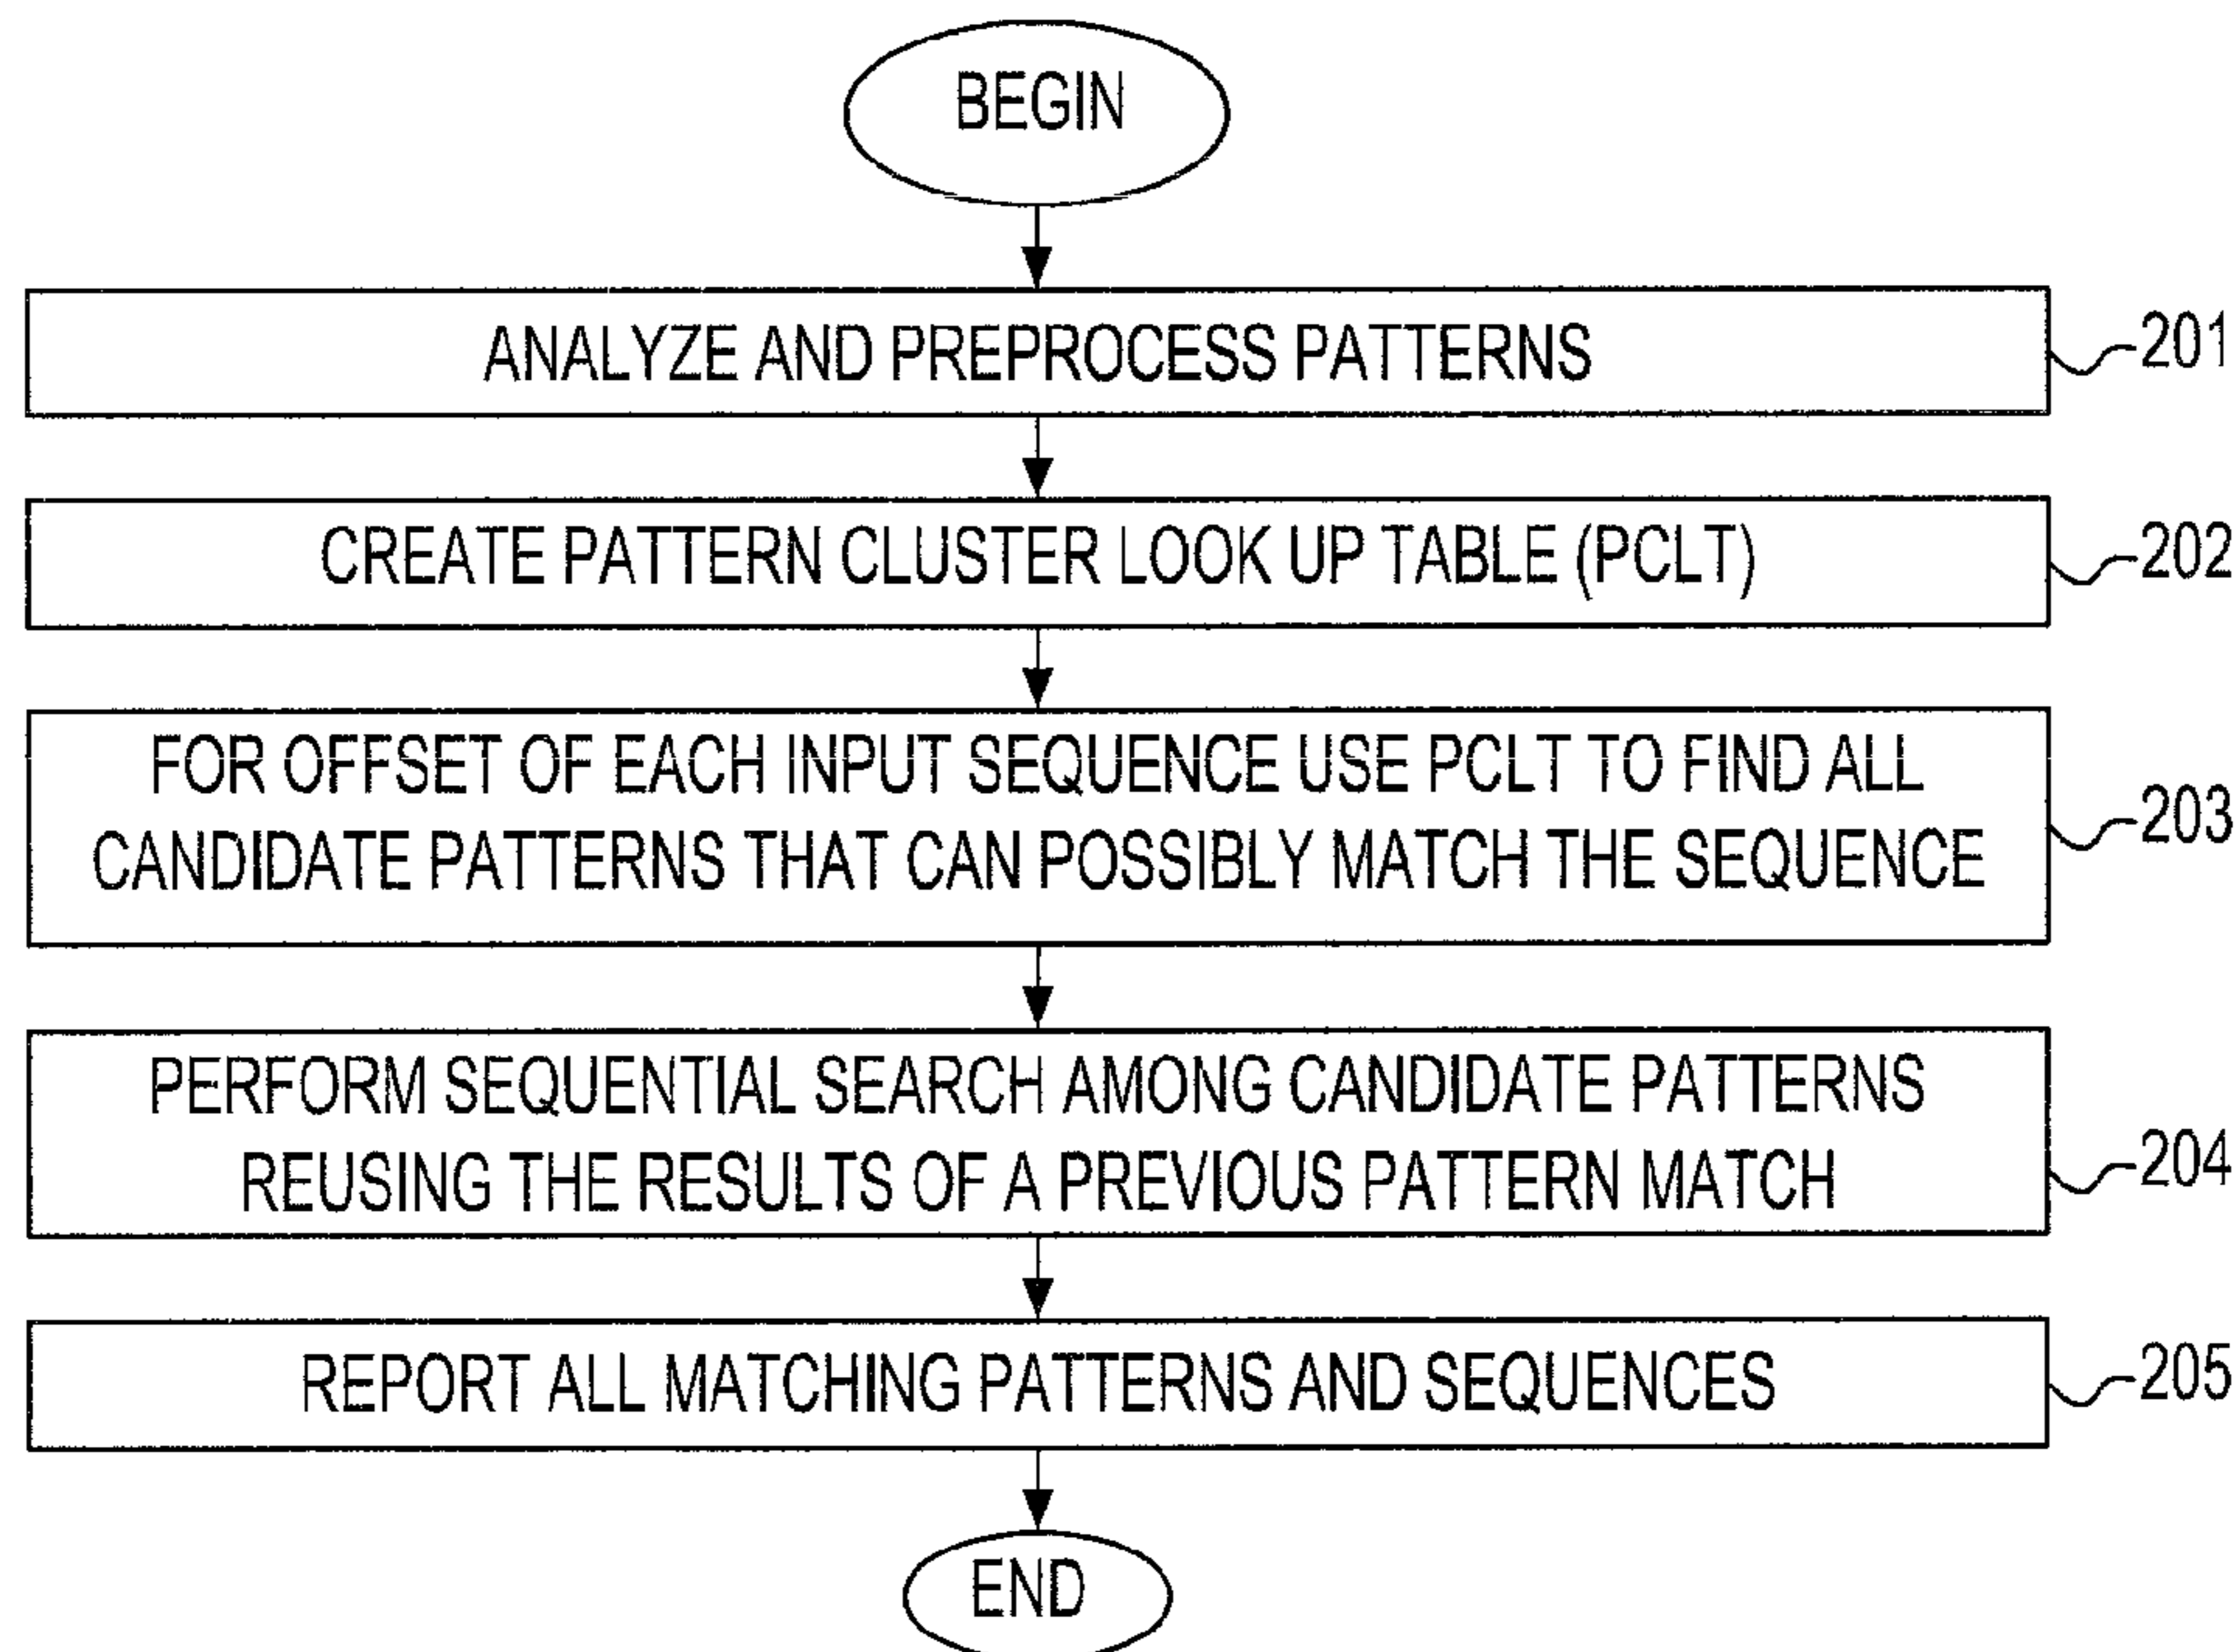 BEGIN
ANALYZE AND PREPROCESS PATTERNS
201
CREATE PATTERN CLUSTER LOOK UP TABLE (PCLT)
202
FOR OFFSET OF EACH INPUT SEQUENCE USE PCLT TO FIND ALL
CANDIDATE PATTERNS THAT CAN POSSIBLY MATCH THE SEQUENCE
203
PERFORM SEQUENTIAL SEARCH AMONG CANDIDATE PATTERNS
REUSING THE RESULTS OF A PREVIOUS PATTERN MATCH
204
REPORT ALL MATCHING PATTERNS AND SEQUENCES
205
END